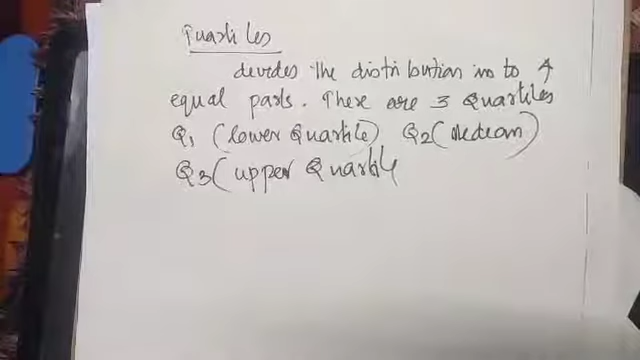 Quartiles
devides the distribution in to 4
equal parts. There are 3 Quartiles
Q1 (lower Quartile) Q2 (Median)
Q3 (upper Quartile